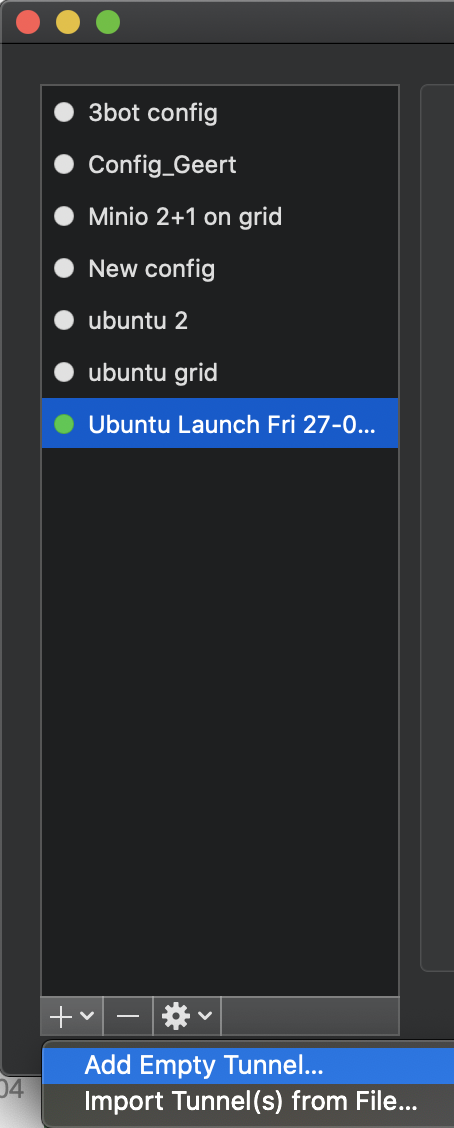 3bot config
Config_Geert
Minio 2+1 on grid
New config
ubuntu 2
ubuntu grid
Ubuntu Launch Fri 27-0...
Add Empty Tunnel...
04
Import Tunnel(s) from File...